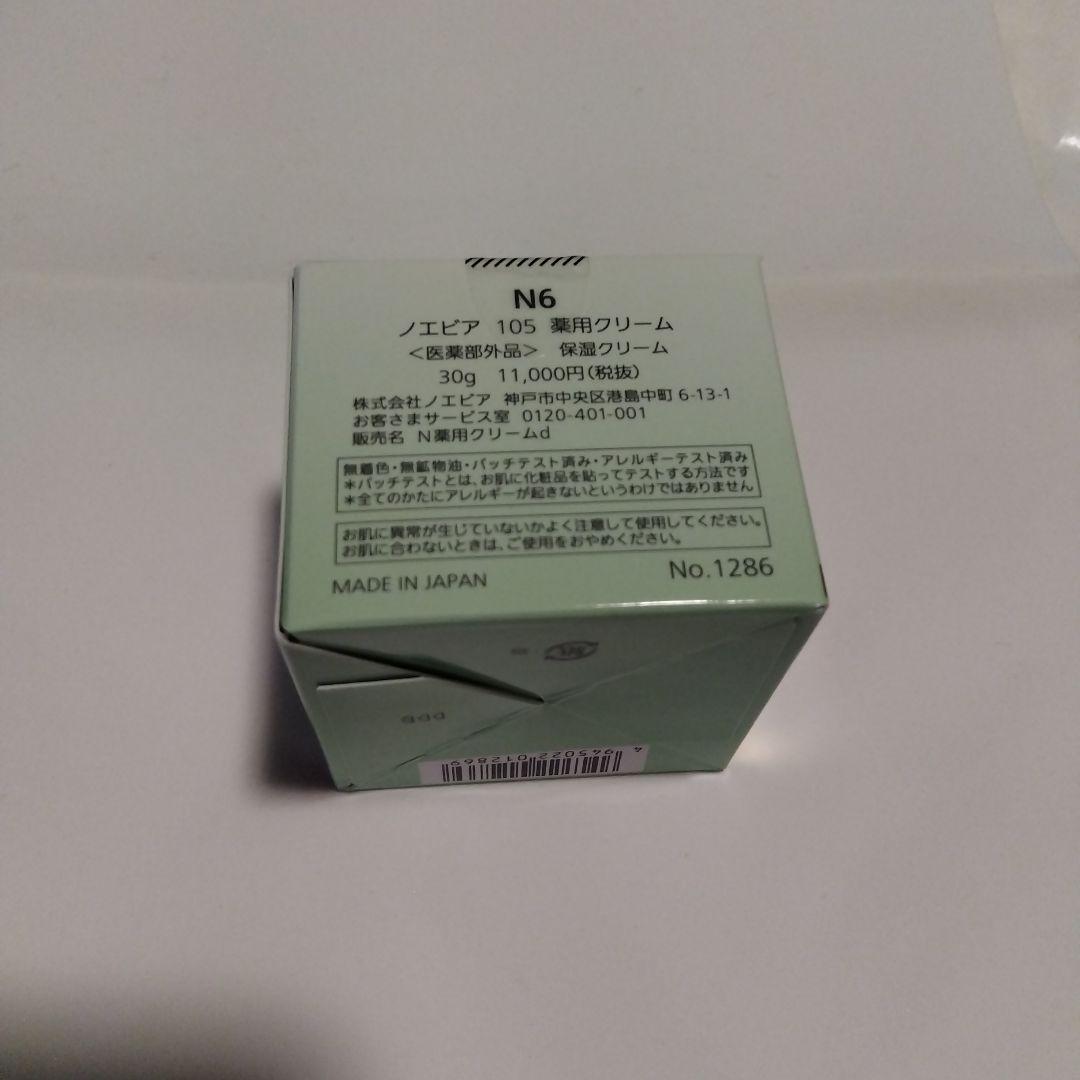 N6
ノエビア 105 薬用クリーム
＜医薬部外品＞ 保湿クリーム
30g 11,000円(税抜)
株式会社ノエビア 神戸市中央区港島中町 6-13-1
お客さまサービス室 0120-401-001
販売名 N薬用クリームd
無着色・無鉱物油・パッチテスト済み・アレルギーテスト済み
＊パッチテストとは、お肌に化粧品を貼ってテストする方法です
＊全てのかたにアレルギーが起きないというわけではありません
お肌に異常が生じていないかよく注意して使用してください。
お肌に合わないときは、ご使用をおやめください。
MADE IN JAPAN No.1286
4 945022 012869